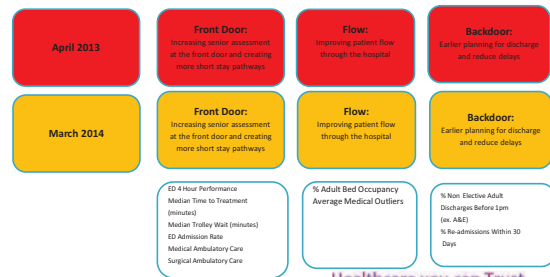 April 2013
Front Door:
Increasing senior assessment
at the front door and creating
more short stay pathways
Flow:
Improving patient flow
through the hospital
Backdoor:
Earlier planning for discharge
and reduce delays
March 2014
Front Door:
Increasing senior assessment
at the front door and creating
more short stay pathways
Flow:
Improving patient flow
through the hospital
Backdoor:
Earlier planning for discharge
and reduce delays
ED 4 Hour Performance
Median Time to Treatment
(minutes)
Median Trolley Wait (minutes)
ED Admission Rate
Medical Ambulatory Care
Surgical Ambulatory Care
% Adult Bed Occupancy
Average Medical Outliers
% Non Elective Adult
Discharges Before 1pm
(ex. A&E)
% Re-admissions Within 30
Days
Healthcare you can Trust